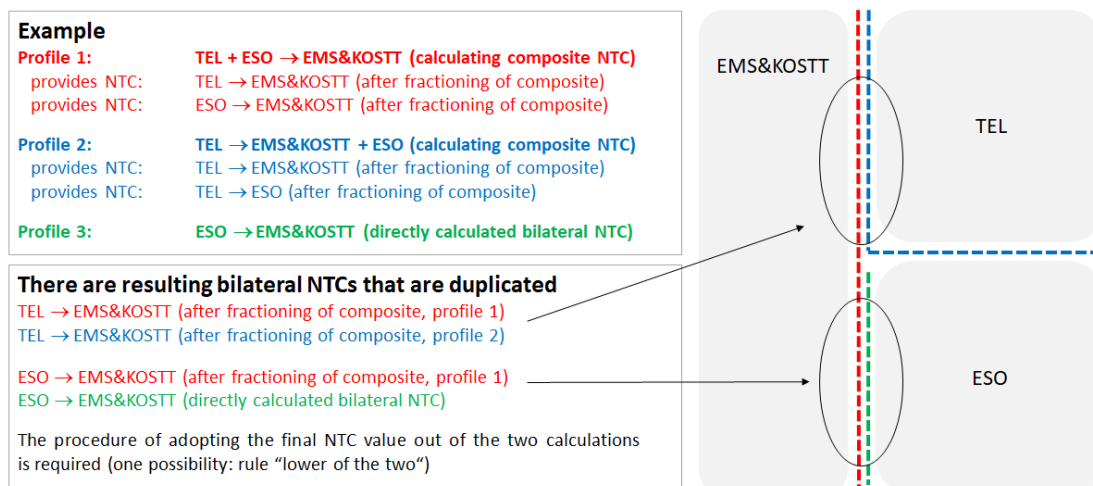 Example
Profile 1: TEL + ESO → EMS&KOSTT (calculating composite NTC)
provides NTC: TEL → EMS&KOSTT (after fractioning of composite)
provides NTC: ESO → EMS&KOSTT (after fractioning of composite)
Profile 2: TEL → EMS&KOSTT + ESO (calculating composite NTC)
provides NTC: TEL → EMS&KOSTT (after fractioning of composite)
provides NTC: TEL → ESO (after fractioning of composite)
Profile 3: ESO → EMS&KOSTT (directly calculated bilateral NTC)
There are resulting bilateral NTCs that are duplicated
TEL → EMS&KOSTT (after fractioning of composite, profile 1)
TEL → EMS&KOSTT (after fractioning of composite, profile 2)
ESO → EMS&KOSTT (after fractioning of composite, profile 1)
ESO → EMS&KOSTT (directly calculated bilateral NTC)
The procedure of adopting the final NTC value out of the two calculations
is required (one possibility: rule “lower of the two“)
EMS&KOSTT
TEL
ESO